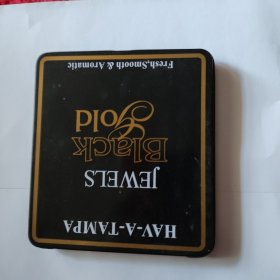 HAV-A-TAMPA
JEWELS
Black
Gold
Fresh,Smooth & Aromatic